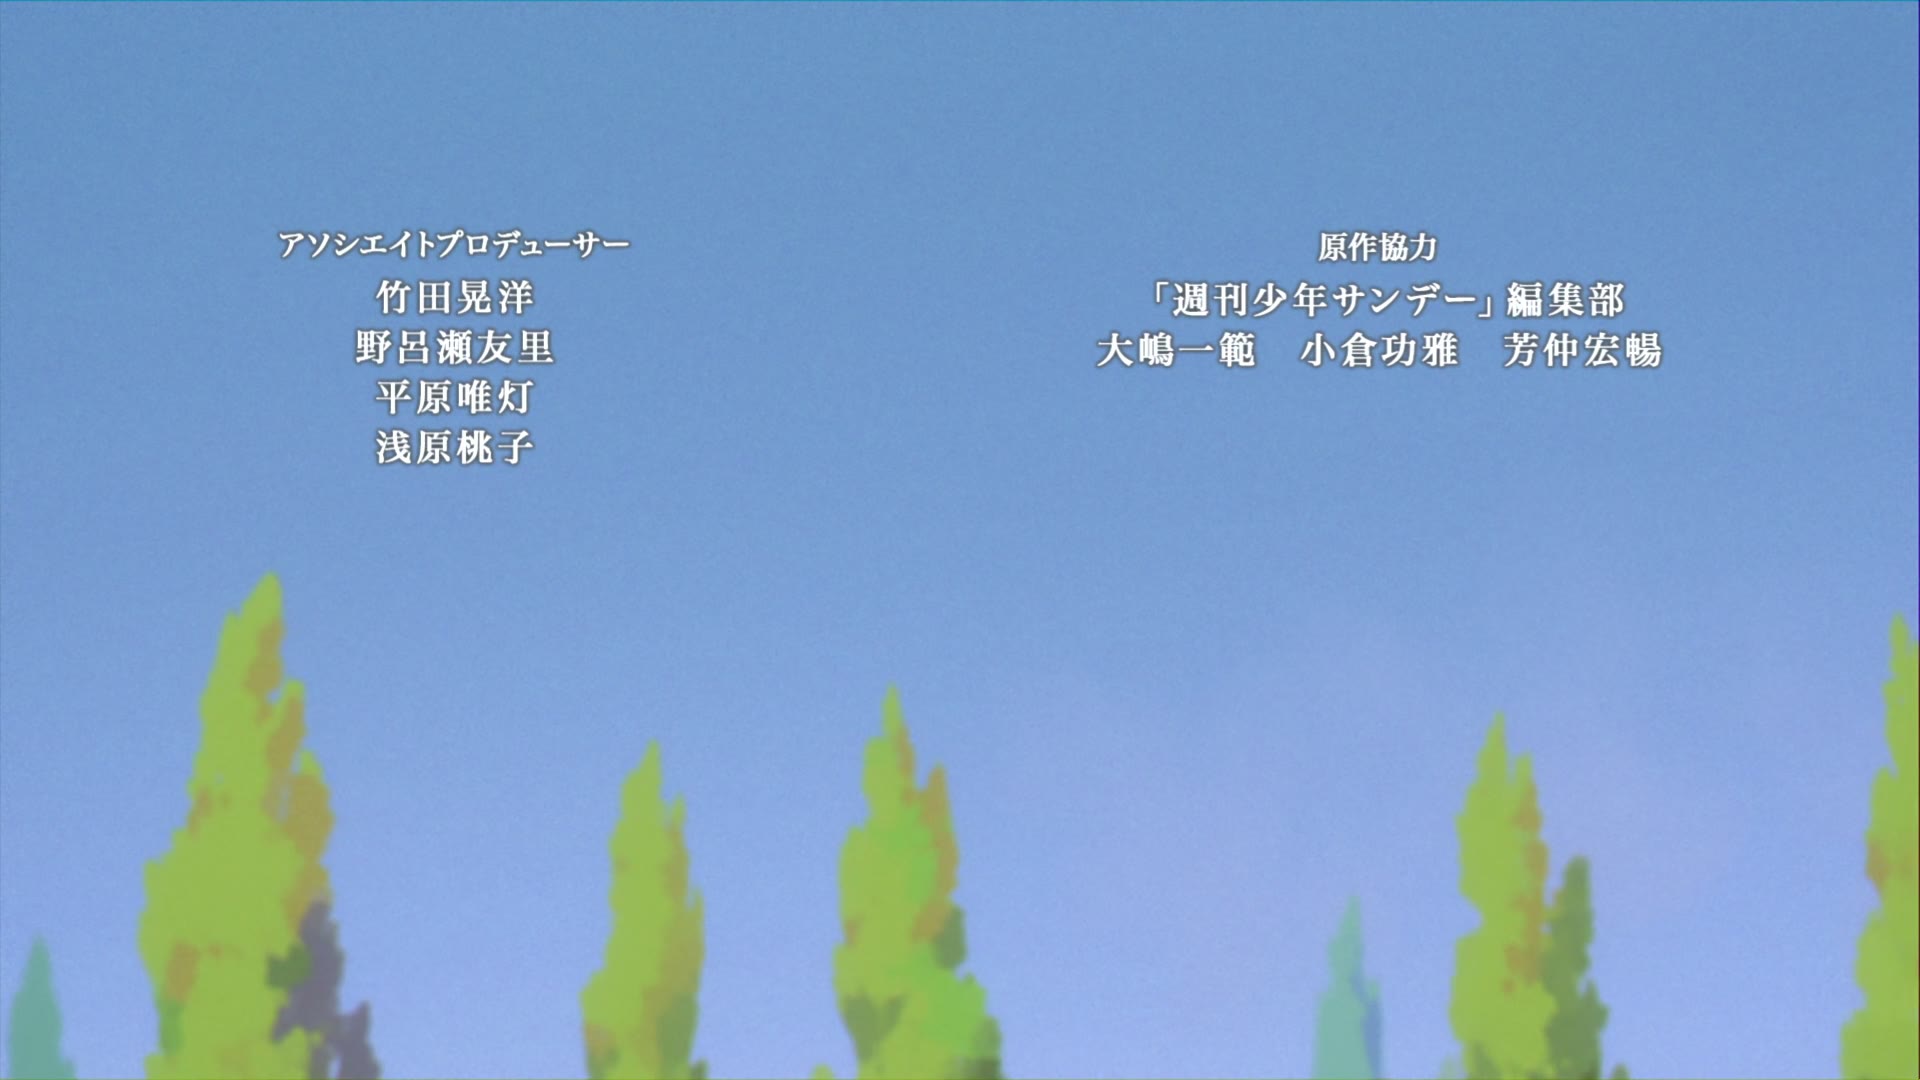 アソシエイトプロデューサー
竹田晃洋
野呂瀬友里
平原唯灯
浅原桃子
原作協力
「週刊少年サンデー」編集部
大嶋一範　小倉功雅　芳仲宏暢